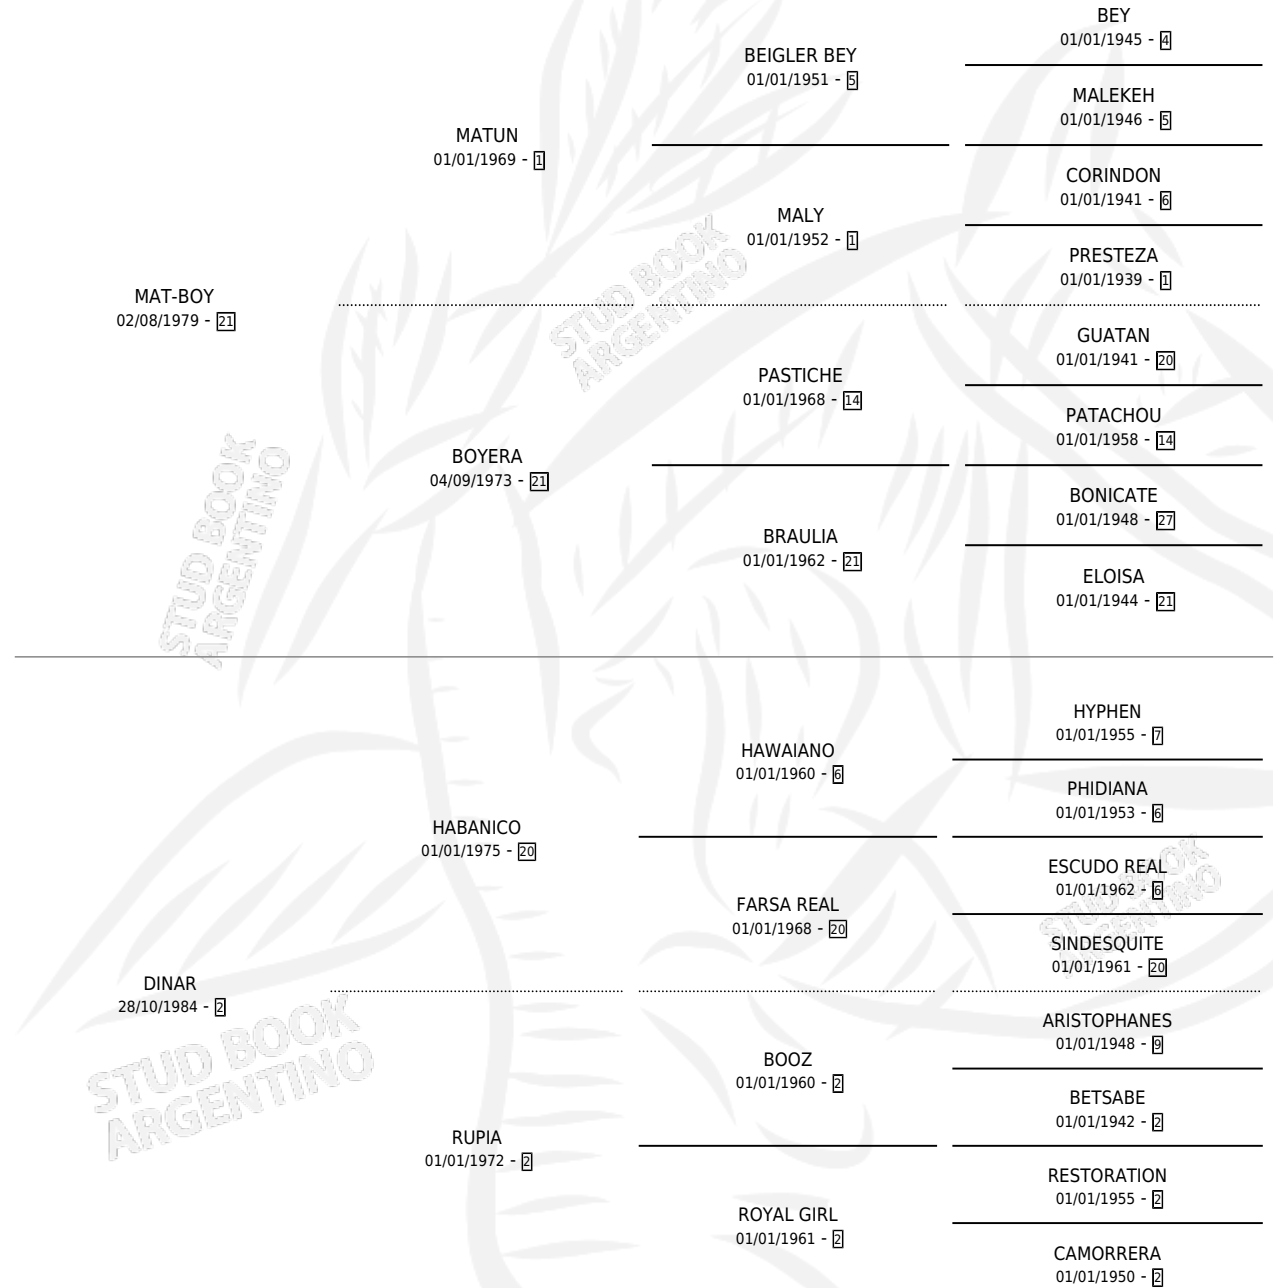 BEY
01/01/1945 - 4
BEIGLER BEY
01/01/1951 - 5
MALEKEH
01/01/1946 - 5
MATUN
01/01/1969 - 1
CORINDON
01/01/1941 - 6
MALY
01/01/1952 - 1
PRESTEZA
01/01/1939 - 1
MAT-BOY
02/08/1979 - 21
GUATAN
01/01/1941 - 20
PASTICHE
01/01/1968 - 14
PATACHOU
01/01/1958 - 14
BOYERA
04/09/1973 - 21
BONICATE
01/01/1948 - 27
BRAULIA
01/01/1962 - 21
ELOISA
01/01/1944 - 21
HYPHEN
01/01/1955 - 7
HAWAIANO
01/01/1960 - 6
PHIDIANA
01/01/1953 - 6
HABANICO
01/01/1975 - 20
ESCUDO REAL
01/01/1962 - 6
FARSA REAL
01/01/1968 - 20
SINDESQUITE
01/01/1961 - 20
DINAR
28/10/1984 - 2
ARISTOPHANES
01/01/1948 - 9
BOOZ
01/01/1960 - 2
BETSABE
01/01/1942 - 2
RUPIA
01/01/1972 - 2
RESTORATION
01/01/1955 - 2
ROYAL GIRL
01/01/1961 - 2
CAMORRERA
01/01/1950 - 2
STUD BOOK
ARGENTINO
STUD BOOK
ARGENTINO
STUD BOOK
ARGENTINO
STUD BOOK
ARGENTINO